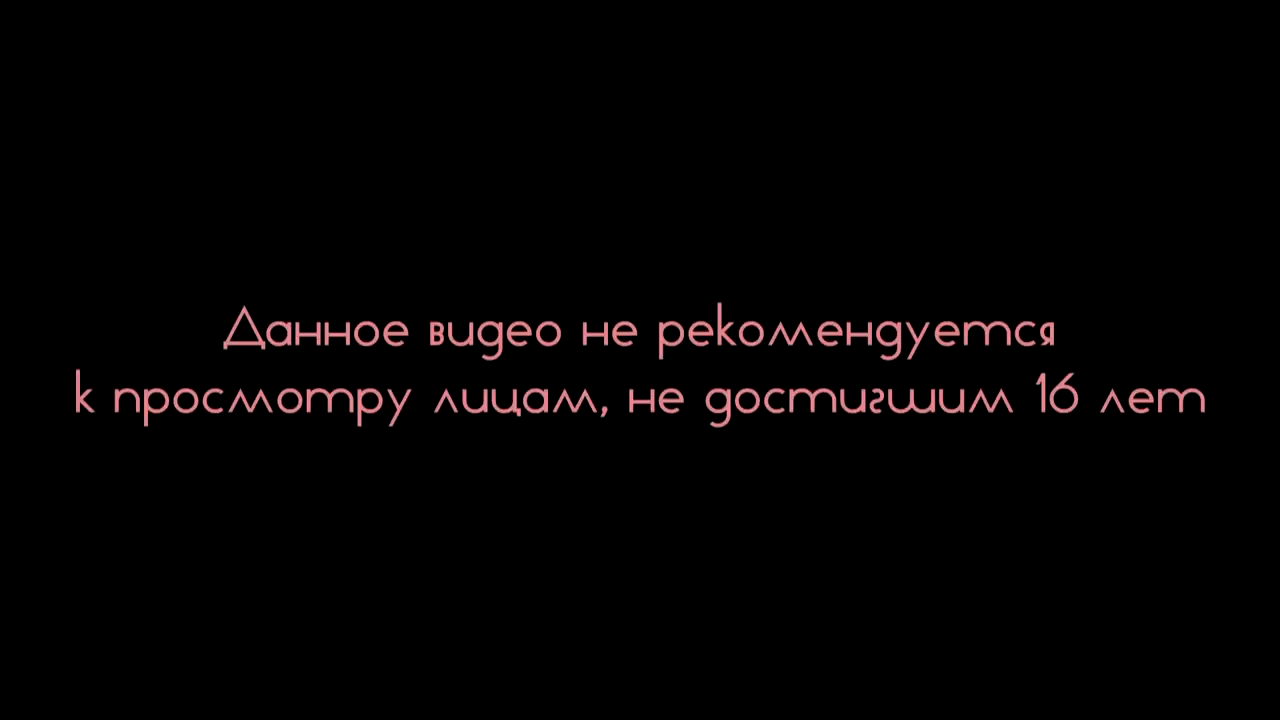 Данное видео не рекомендуется
к просмотру лицам, не достигшим 16 лет